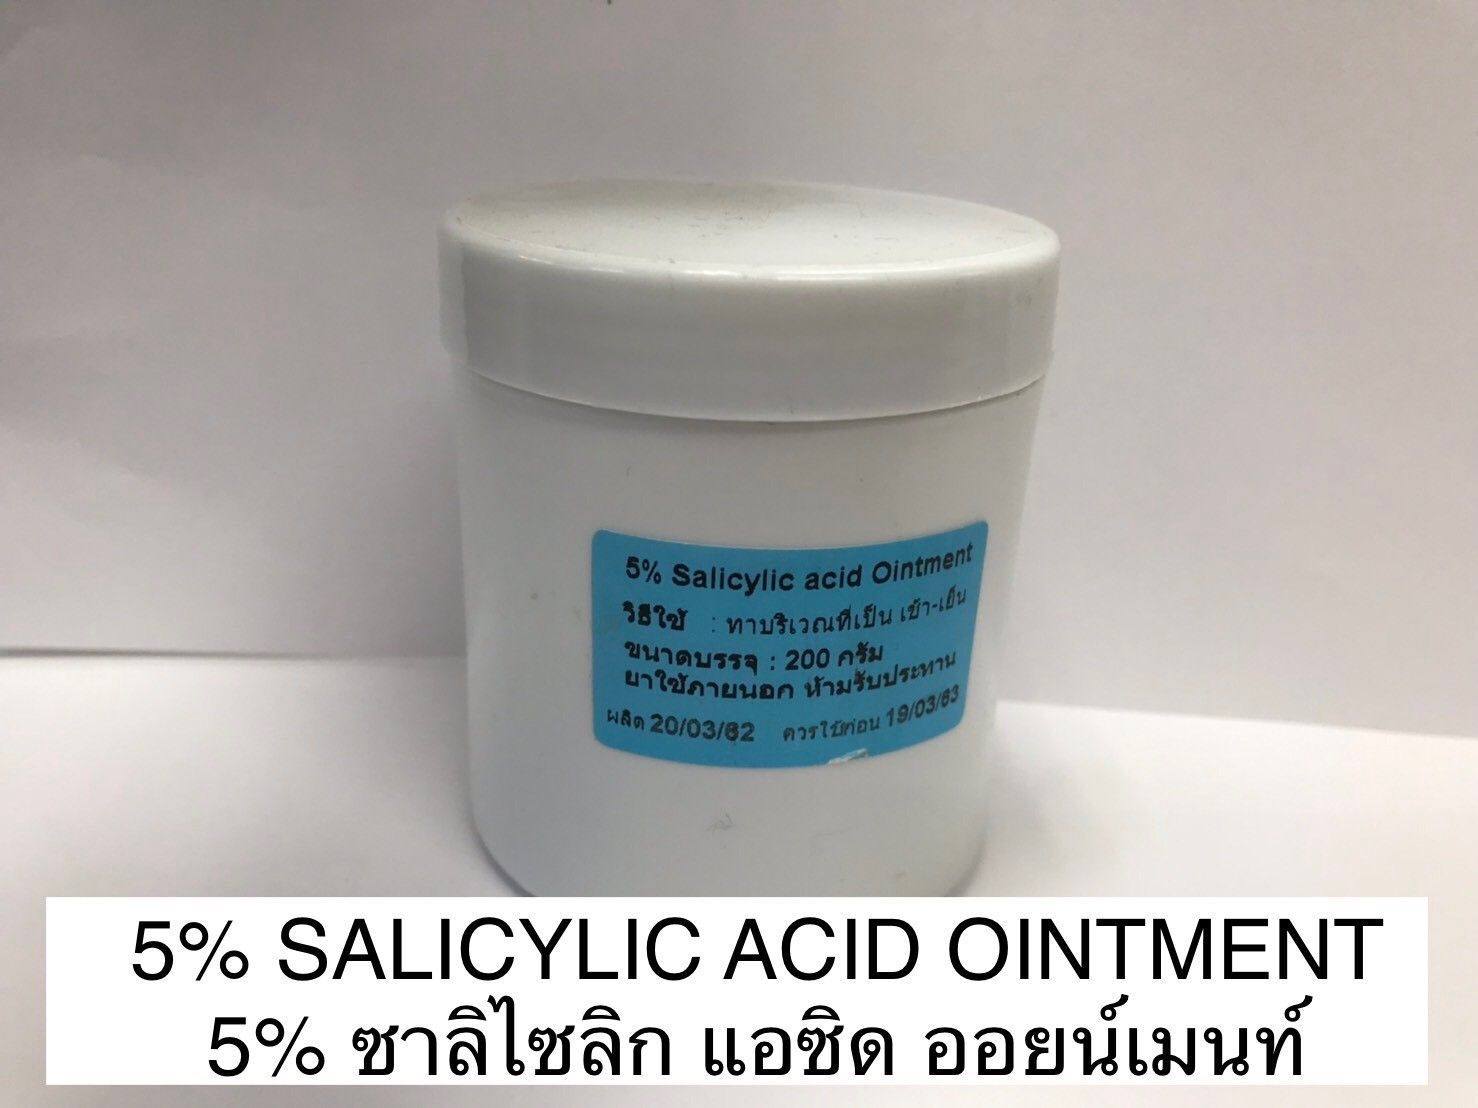 5% Salicylic acid Ointment
วิธีใช้ : ทาบริเวณที่เป็น เช้า-เย็น
ขนาดบรรจุ : 200 กรัม
ยาใช้ภายนอก ห้ามรับประทาน
ผลิต 20/03/62 ควรใช้ก่อน 19/03/63
5% SALICYLIC ACID OINTMENT
5% ซาลิไซลิก แอซิด ออยน์เมนท์